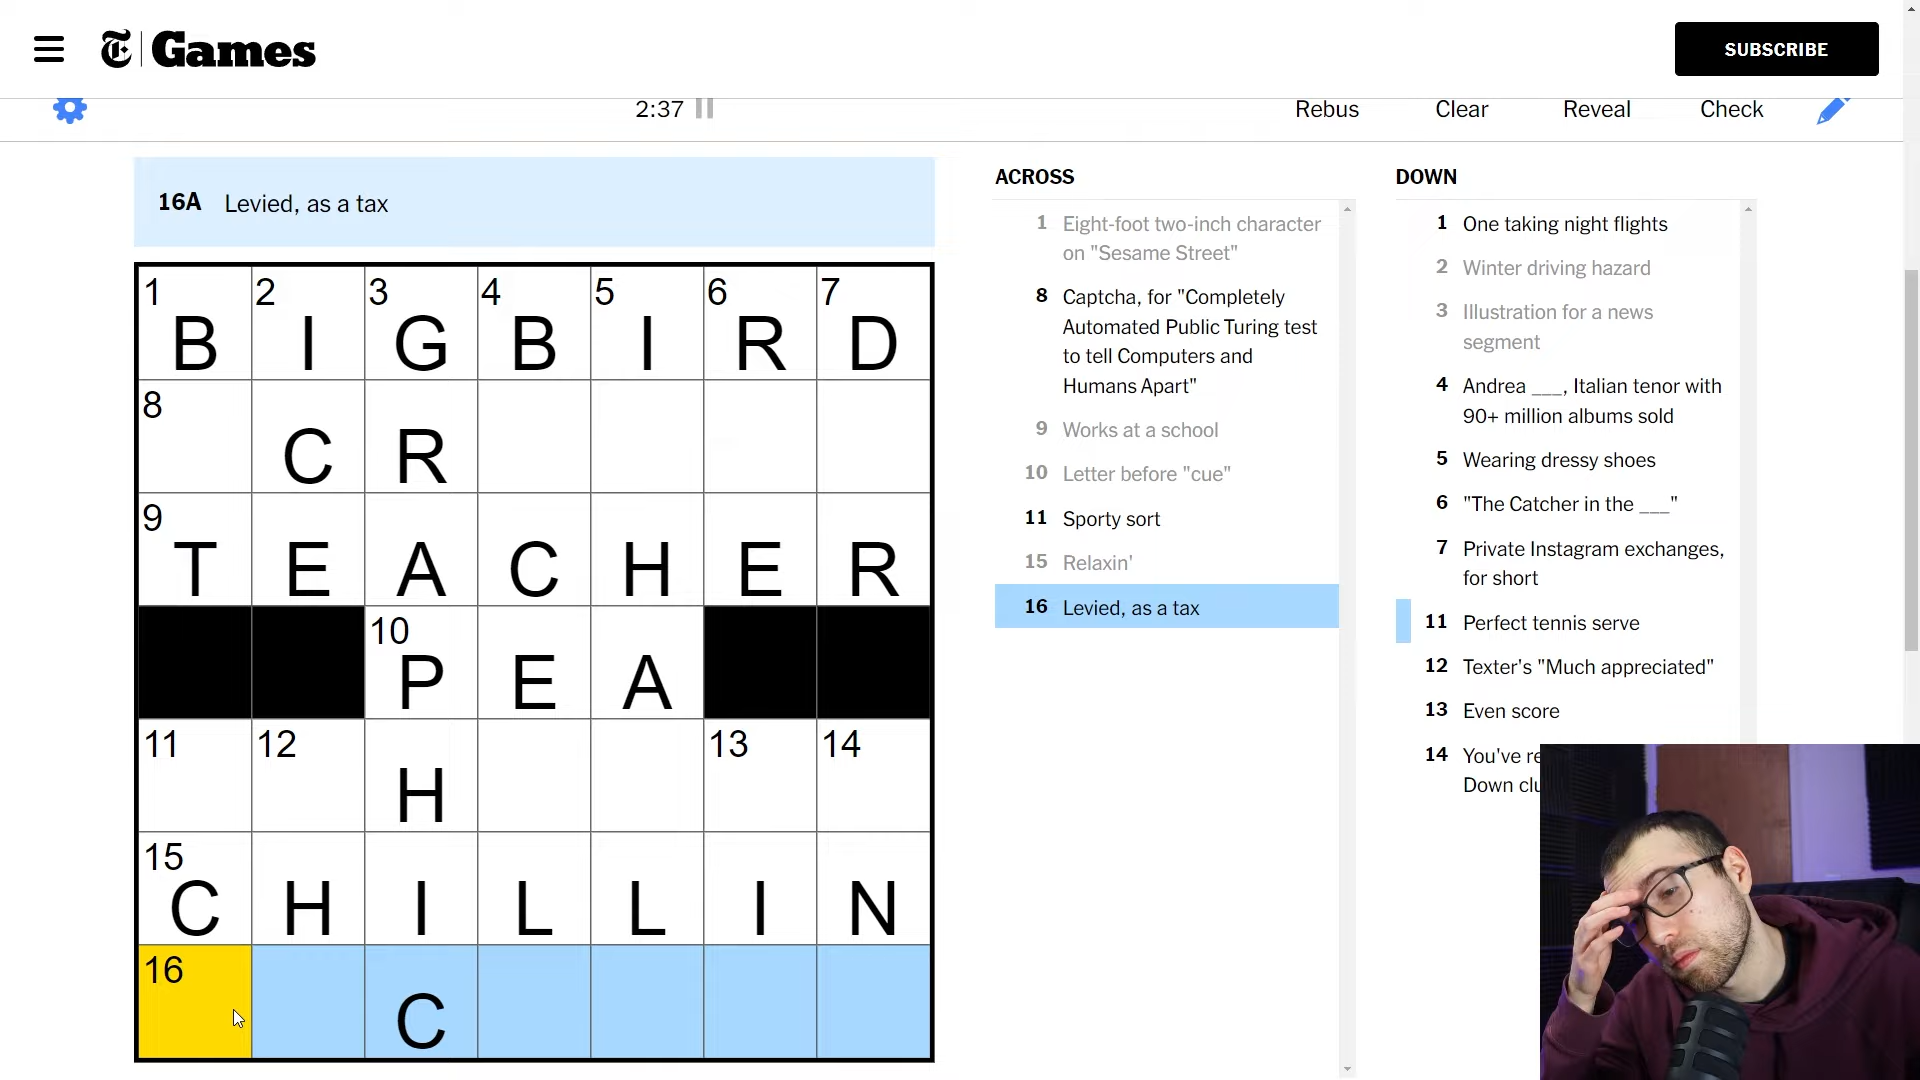 T Games
SUBSCRIBE
2:37
Rebus
Clear
Reveal
Check
16A Levied, as a tax
1 2 3 4 5 6 7
B I G B I R D
8
C R
9
T E A C H E R
10
P E A
11 12 13 14
H
15
C H I L L I N
16
C
ACROSS
1 Eight-foot two-inch character
on "Sesame Street"
8 Captcha, for "Completely
Automated Public Turing test
to tell Computers and
Humans Apart"
9 Works at a school
10 Letter before "cue"
11 Sporty sort
15 Relaxin'
16 Levied, as a tax
DOWN
1 One taking night flights
2 Winter driving hazard
3 Illustration for a news
segment
4 Andrea ___, Italian tenor with
90+ million albums sold
5 Wearing dressy shoes
6 "The Catcher in the ___"
7 Private Instagram exchanges,
for short
11 Perfect tennis serve
12 Texter's "Much appreciated"
13 Even score
14 You've re
Down clu